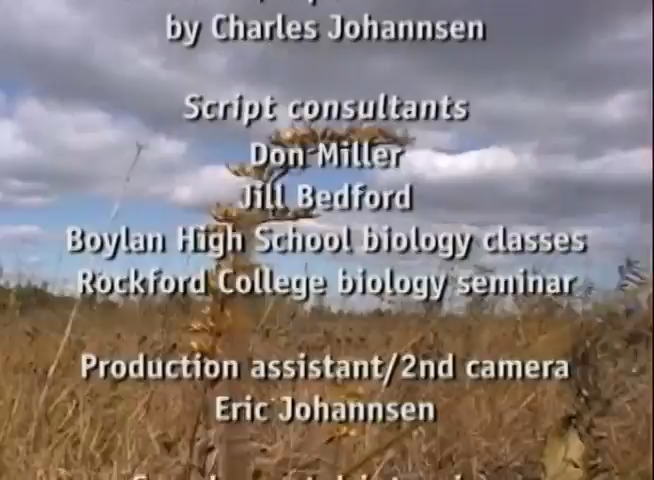 by Charles Johannsen
Script consultants
Don Miller
Jill Bedford
Boylan High School biology classes
Rockford College biology seminar
Production assistant/2nd camera
Eric Johannsen